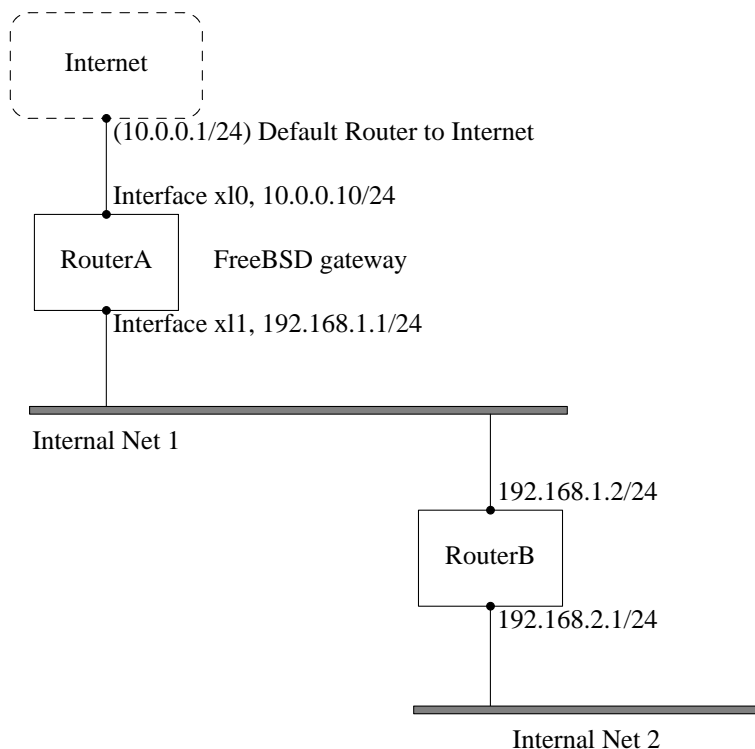 Internet
(10.0.0.1/24) Default Router to Internet
Interface xl0, 10.0.0.10/24
RouterA
FreeBSD gateway
Interface xl1, 192.168.1.1/24
Internal Net 1
192.168.1.2/24
RouterB
192.168.2.1/24
Internal Net 2